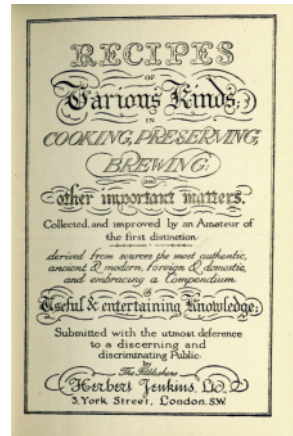 RECIPES
OF
Various Kinds;
IN
COOKING, PRESERVING,
BREWING;
and
other important matters.
Collected, and improved by an Amateur of
the first distinction
derived from sources the most authentic,
ancient & modern, foreign & domestic,
and embracing a Compendium
of
Useful & entertaining Knowledge;
Submitted with the utmost deference
to a discerning and
discriminating Public.
by
The Publishers
Herbert Jenkins, Ltd.
3, York Street, London. S.W.